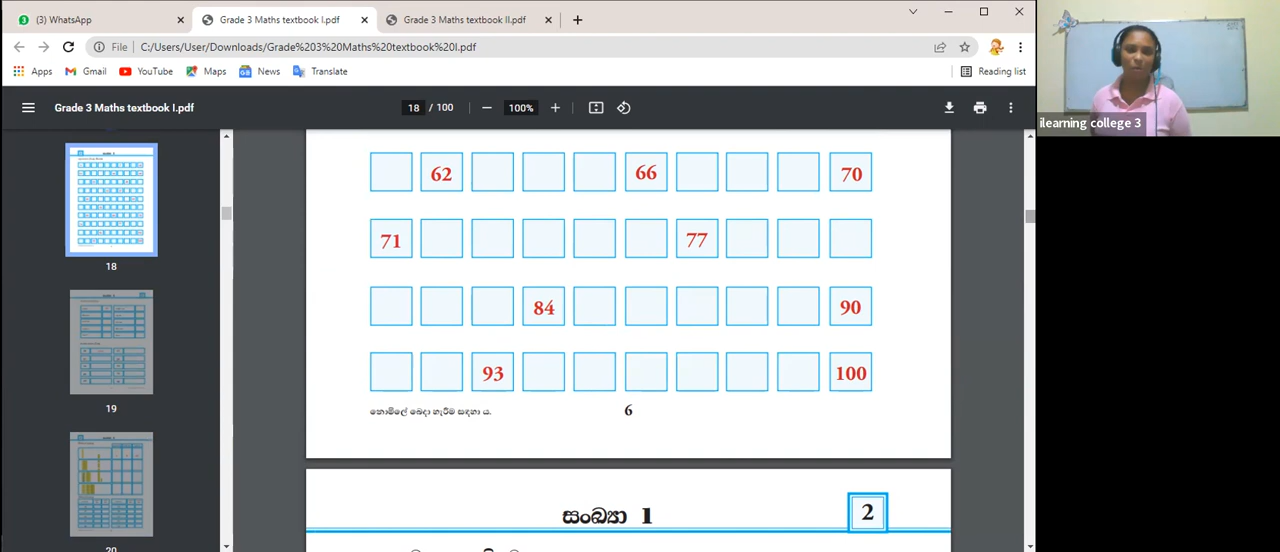 (3) WhatsApp
Grade 3 Maths textbook I.pdf
Grade 3 Maths textbook II.pdf
File
C:/Users/User/Downloads/Grade%203%20Maths%20textbook%20I.pdf
Apps
Gmail
YouTube
Maps
News
Translate
Reading list
Grade 3 Maths textbook I.pdf
18 / 100
100%
ilearning college 3
62 66 70
71 77
84 90
93 100
නොමිලේ බෙදා හැරීම සඳහා ය.
6
සංඛ්‍යා 1
2
18
19
20